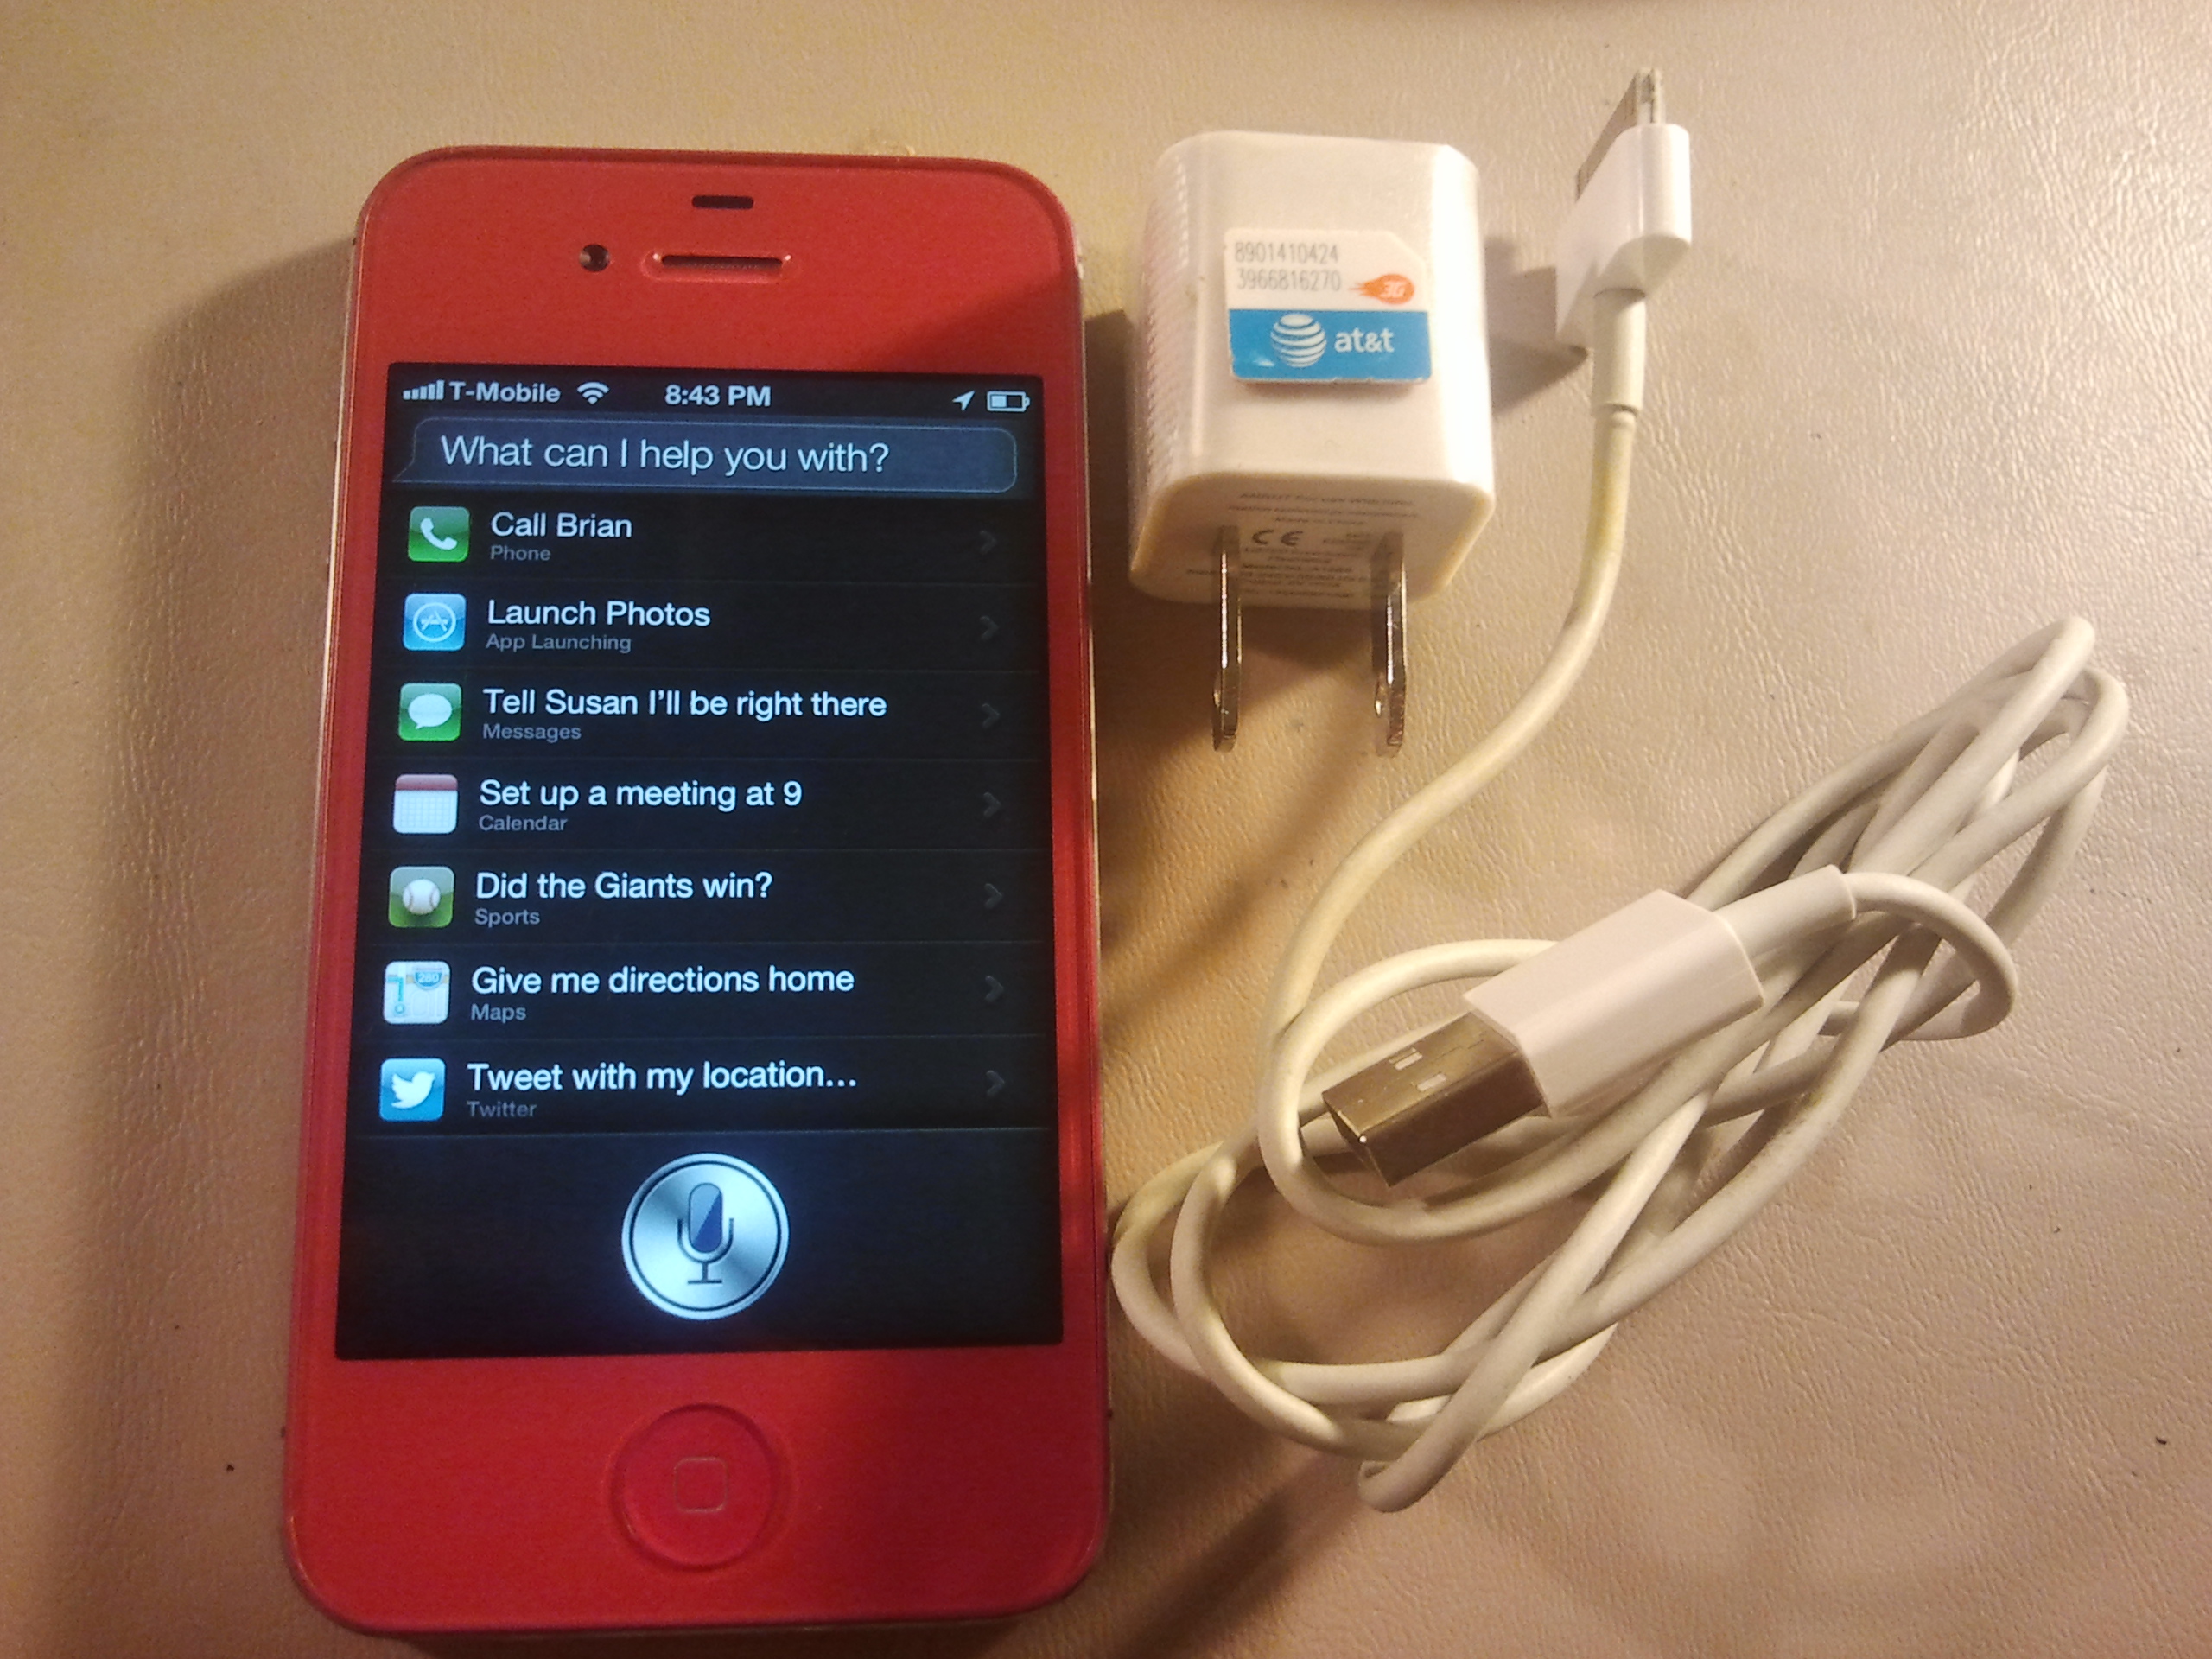 T-Mobile 8:43 PM
What can I help you with?
Call Brian
Phone
Launch Photos
App Launching
Tell Susan I'll be right there
Messages
Set up a meeting at 9
Calendar
Did the Giants win?
Sports
Give me directions home
Maps
280
Tweet with my location...
Twitter
8901410424
3966816270 3G
at&t
CE